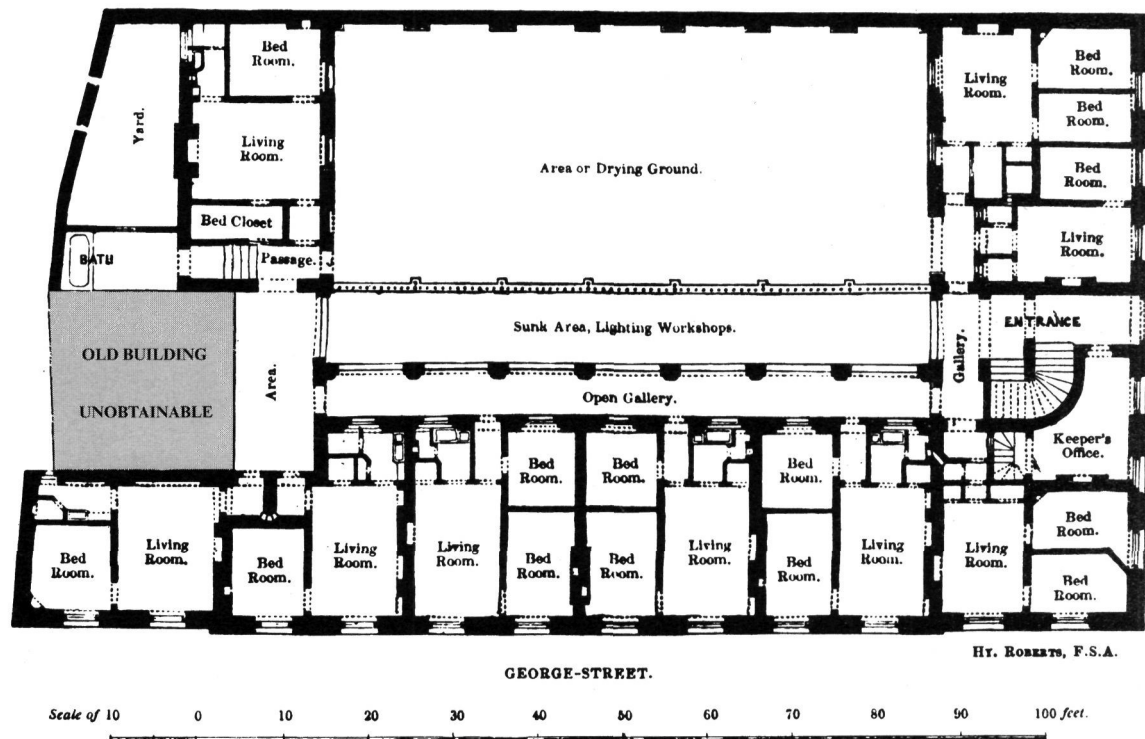 Bed
Room.
Living
Room.
Yard.
Bed Closet
Passage.
BATH
Area or Drying Ground.
Living
Room.
Bed
Room.
Bed
Room.
Bed
Room.
Living
Room.
OLD BUILDING
UNOBTAINABLE
Area.
Sunk Area, Lighting Workshops.
Open Gallery.
Gallery.
ENTRANCE
Keeper's
Office.
Bed
Room.
Living
Room.
Bed
Room.
Living
Room.
Living
Room.
Bed
Room.
Bed
Room.
Bed
Room.
Bed
Room.
Living
Room.
Bed
Room.
Bed
Room.
Living
Room.
Living
Room.
Bed
Room.
Bed
Room.
HY. ROBERTS, F.S.A.
GEORGE-STREET.
Scale of 10 0 10 20 30 40 50 60 70 80 90 100 feet.